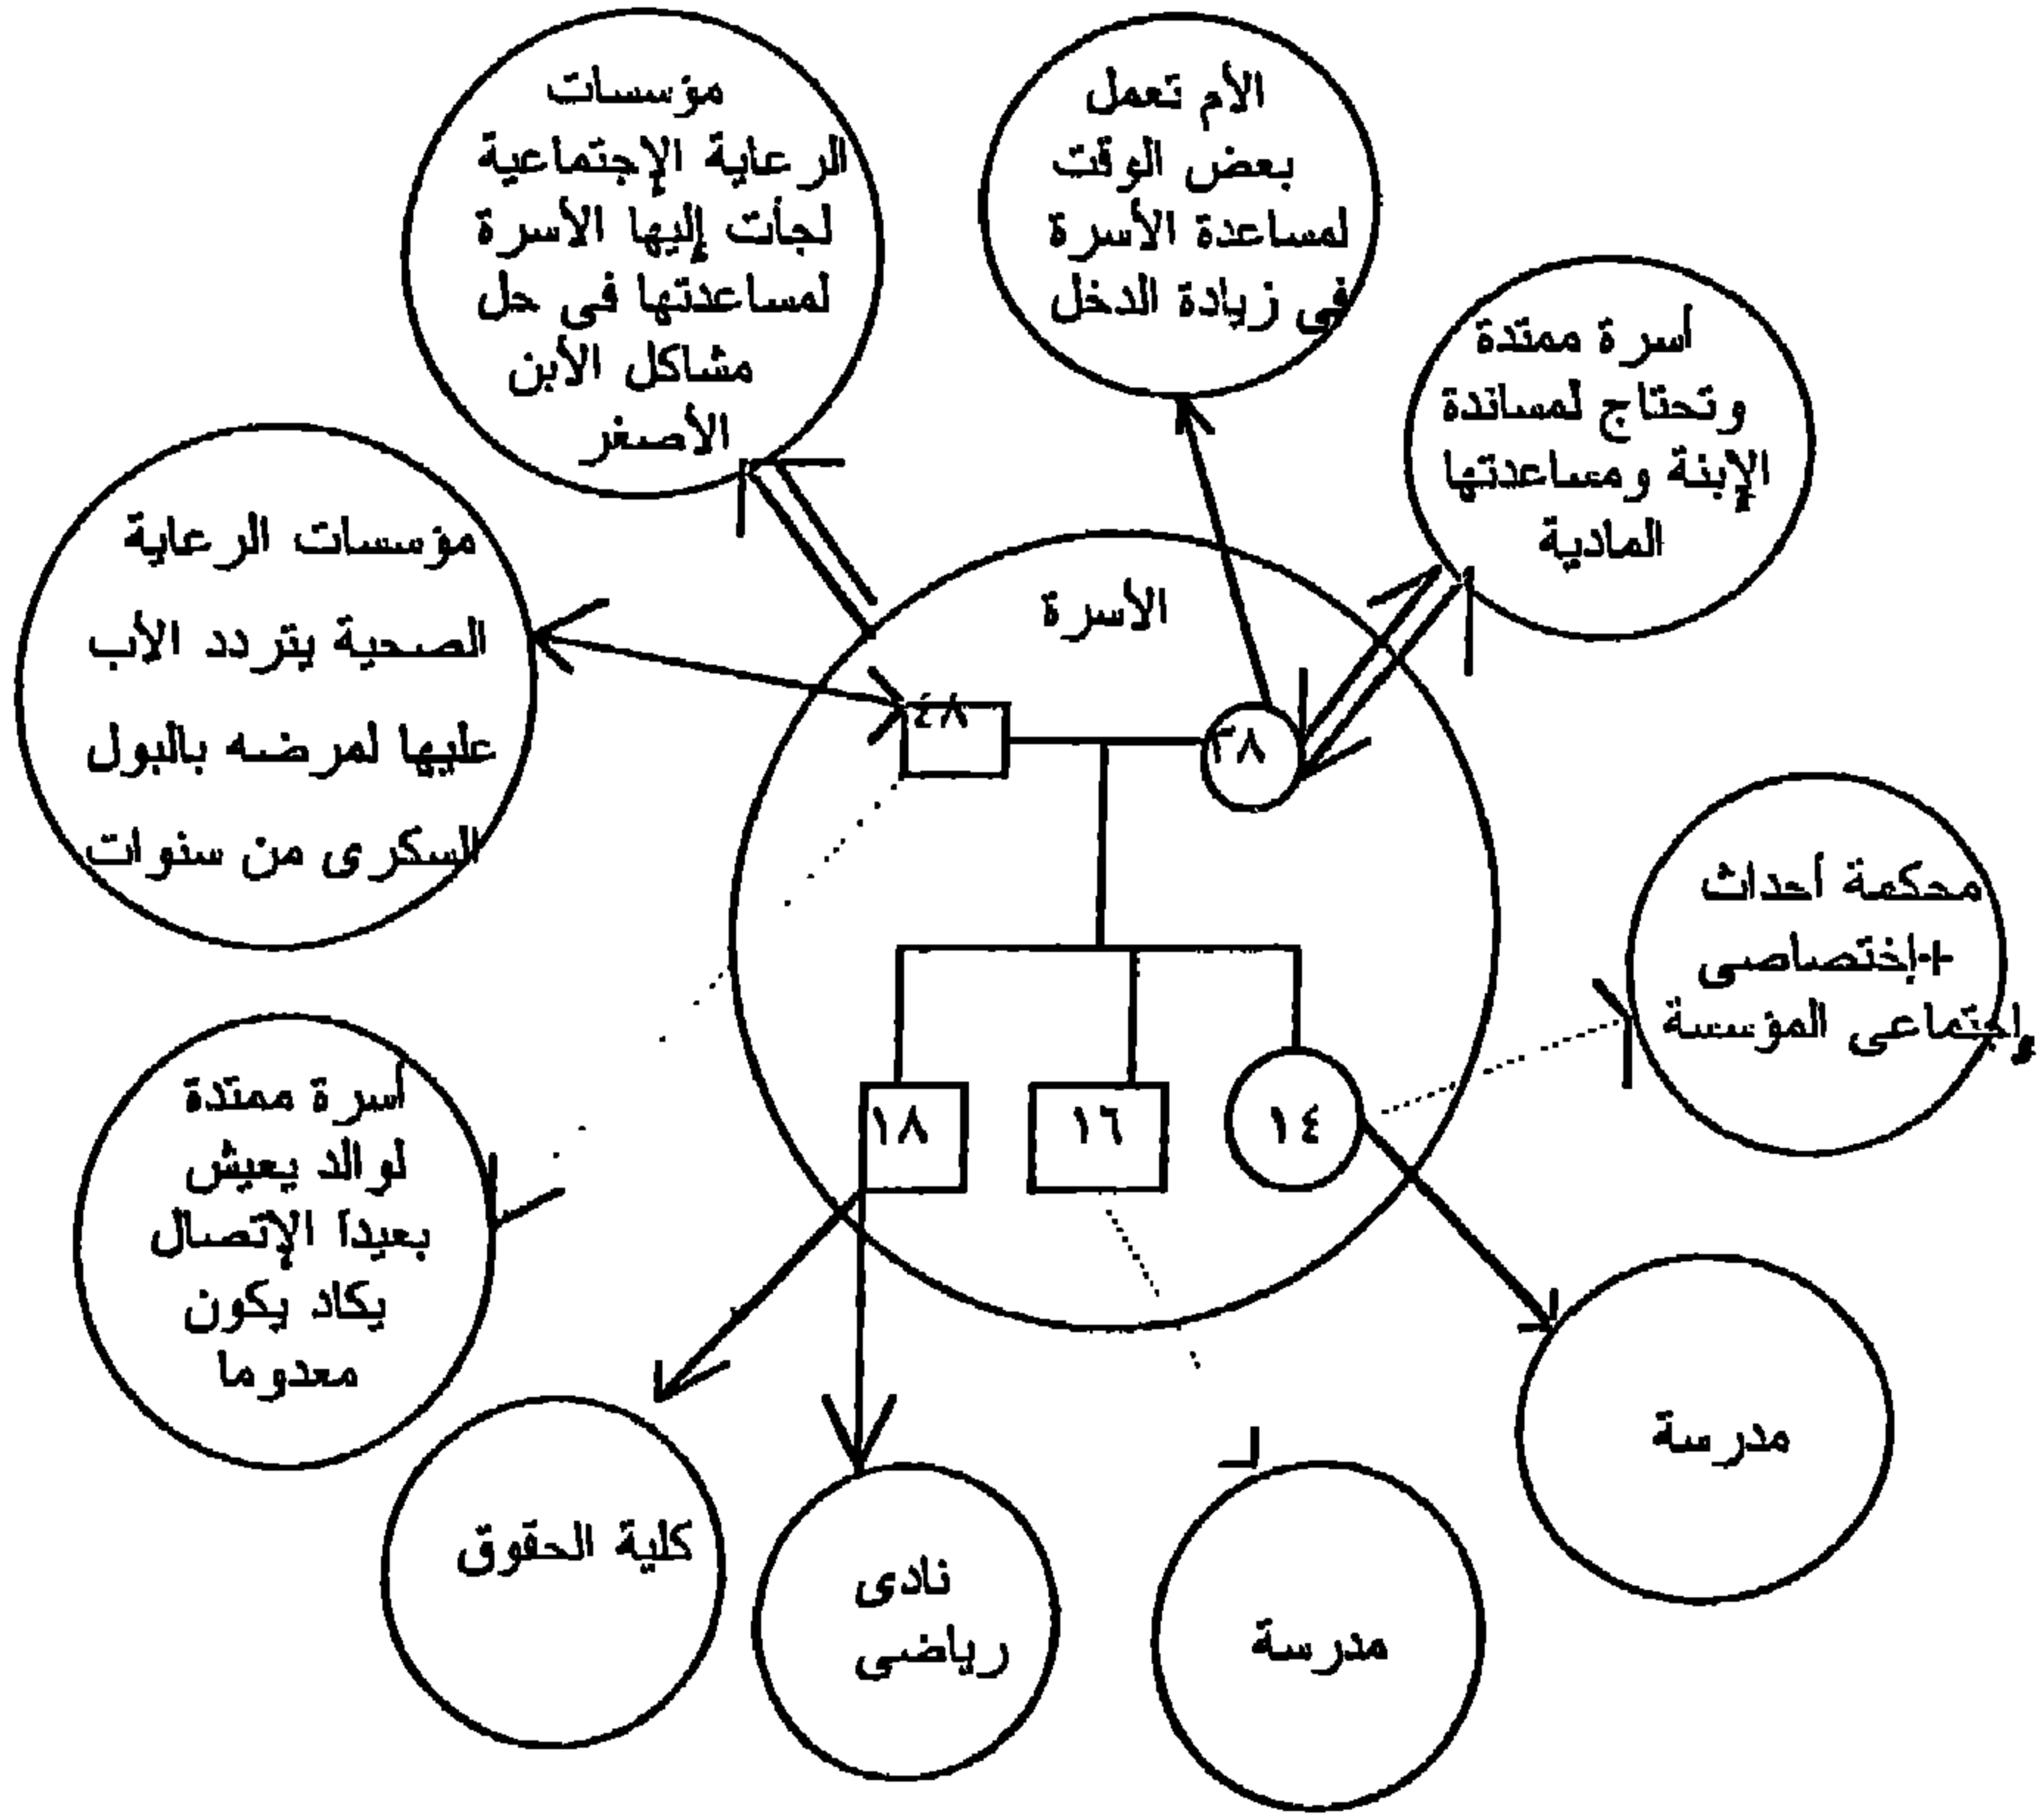 مؤسسات
الرعاية الإجتماعية
لجأت إليها الأسرة
لمساعدتها فى حل
مشاكل الأبن
الأصغر
الأم تعمل
بعض الوقت
لمساعدة الأسرة
فى زيادة الدخل
أسرة ممتدة
وتحتاج لمساندة
الإبنة ومساعدتها
المادية
مؤسسات الرعاية
الصحية يتردد الأب
عليها لمرضه بالبول
السكرى من سنوات
الأسرة
٤٨
٣٨
محكمة أحداث
+إختصاصى
إجتماعى المؤسسة
أسرة ممتدة
لوالد يعيش
بعيدا الإتصال
يكاد يكون
معدوما
١٨
١٦
١٤
كلية الحقوق
نادى
رياضى
مدرسة
مدرسة